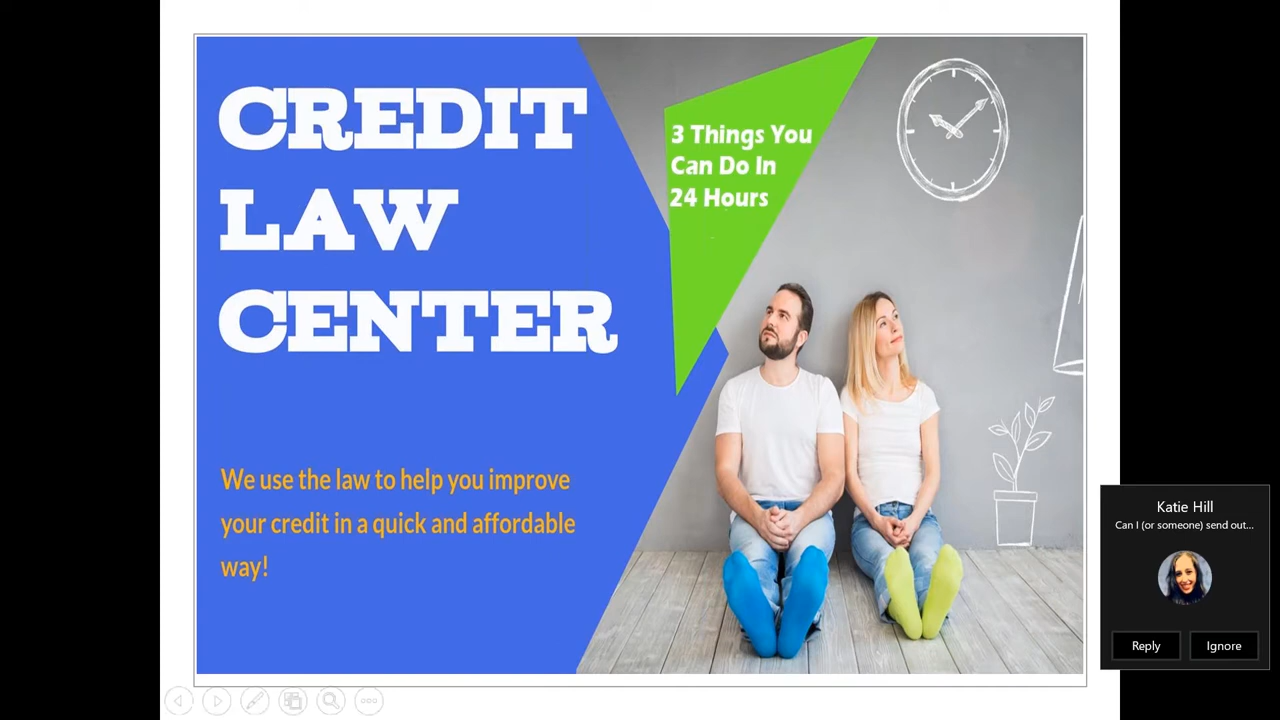 CREDIT
LAW
CENTER
3 Things You
Can Do In
24 Hours
We use the law to help you improve
your credit in a quick and affordable
way!
Katie Hill
Can I (or someone) send out...
Reply
Ignore